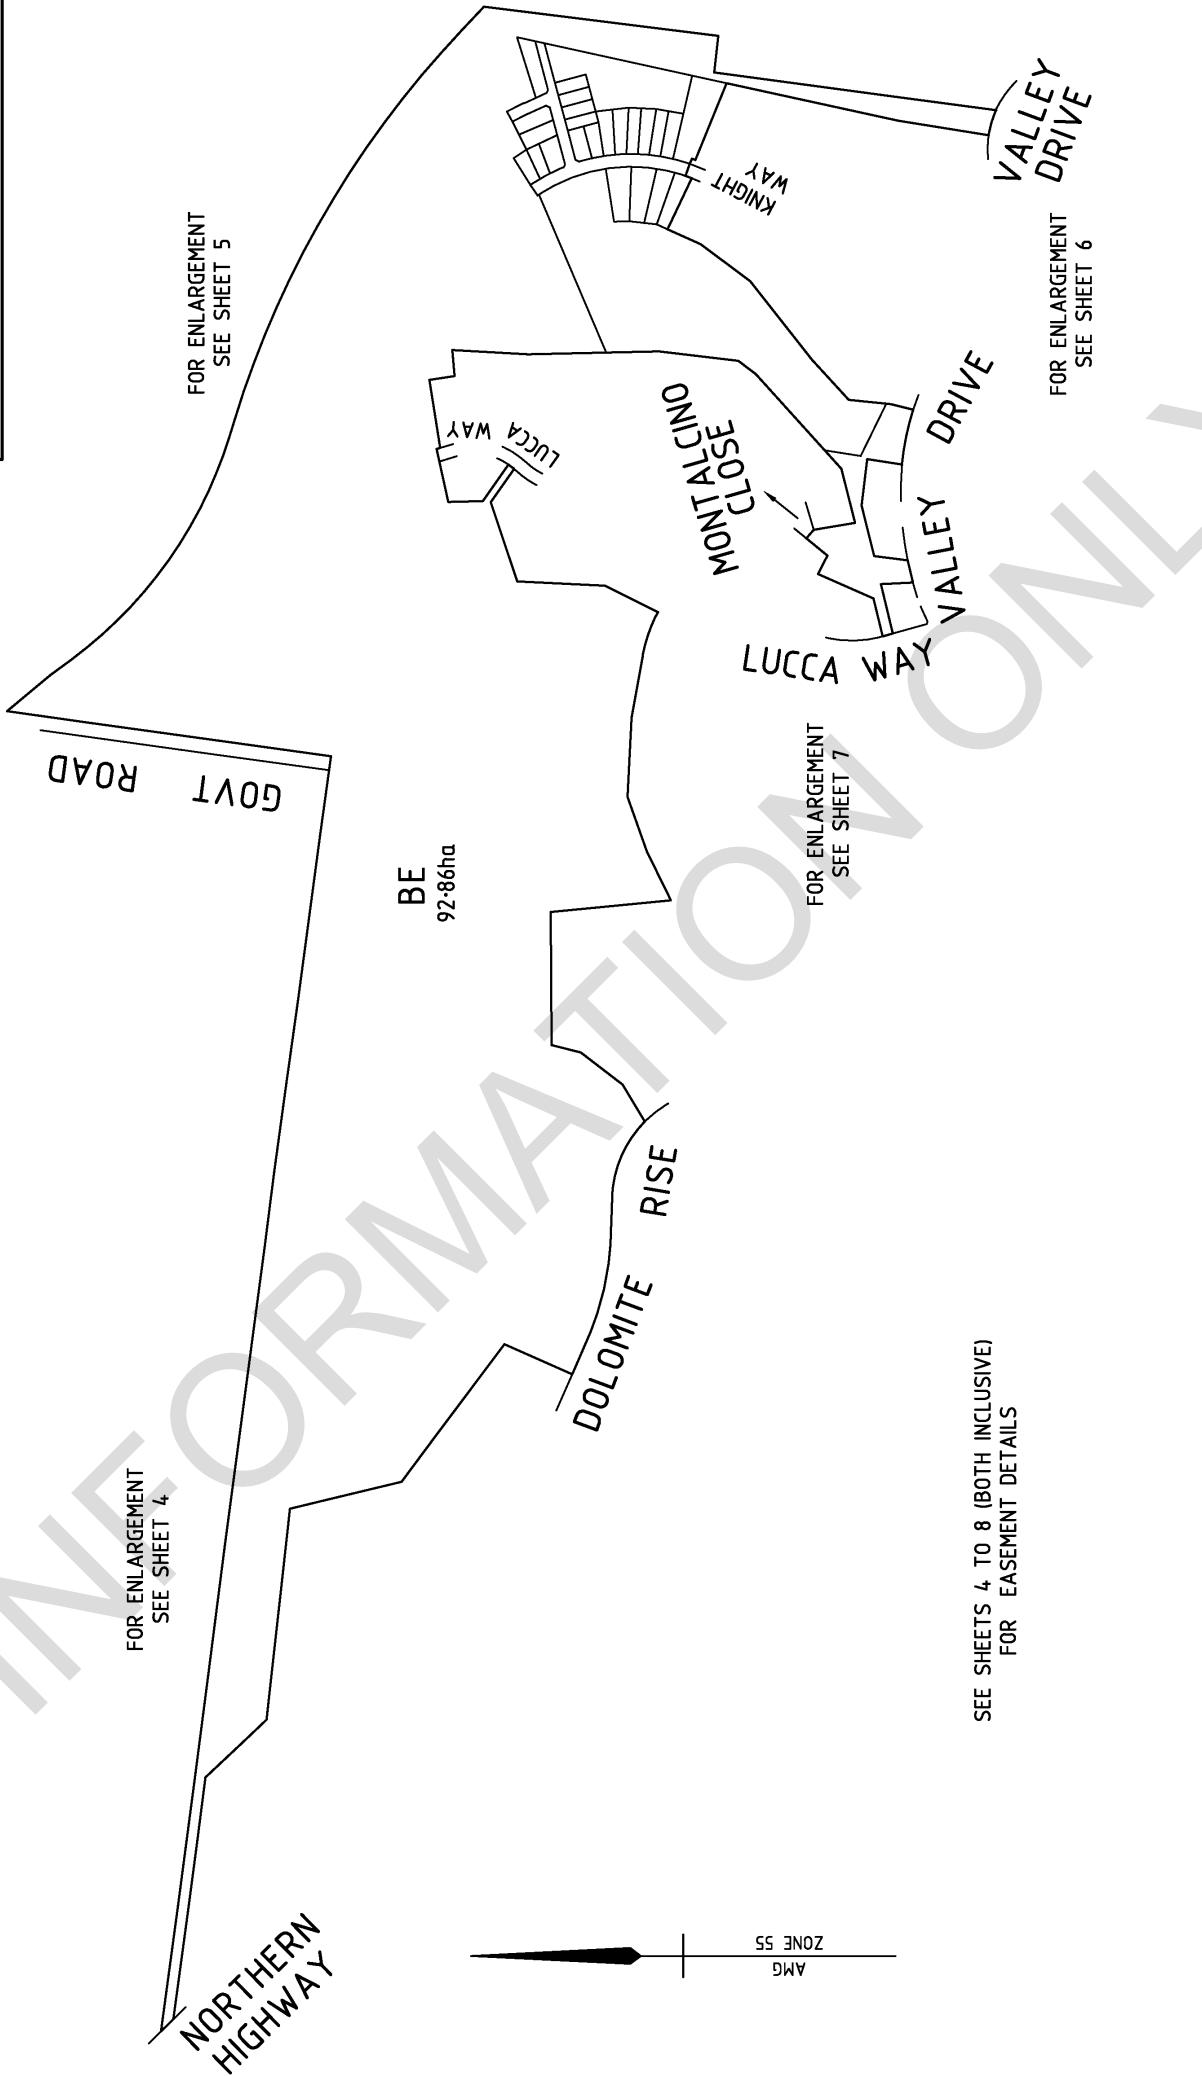 FOR ENLARGEMENT
SEE SHEET 4
FOR ENLARGEMENT
SEE SHEET 5
NORTHERN
HIGHWAY
GOVT ROAD
BE
92·86ha
LUCCA WAY
KNIGHT
WAY
DOLOMITE RISE
MONTALCINO
CLOSE
LUCCA WAY
VALLEY DRIVE
VALLEY
DRIVE
FOR ENLARGEMENT
SEE SHEET 7
FOR ENLARGEMENT
SEE SHEET 6
SEE SHEETS 4 TO 8 (BOTH INCLUSIVE)
FOR EASEMENT DETAILS
AMG
ZONE 55
INFORMATION ONLY